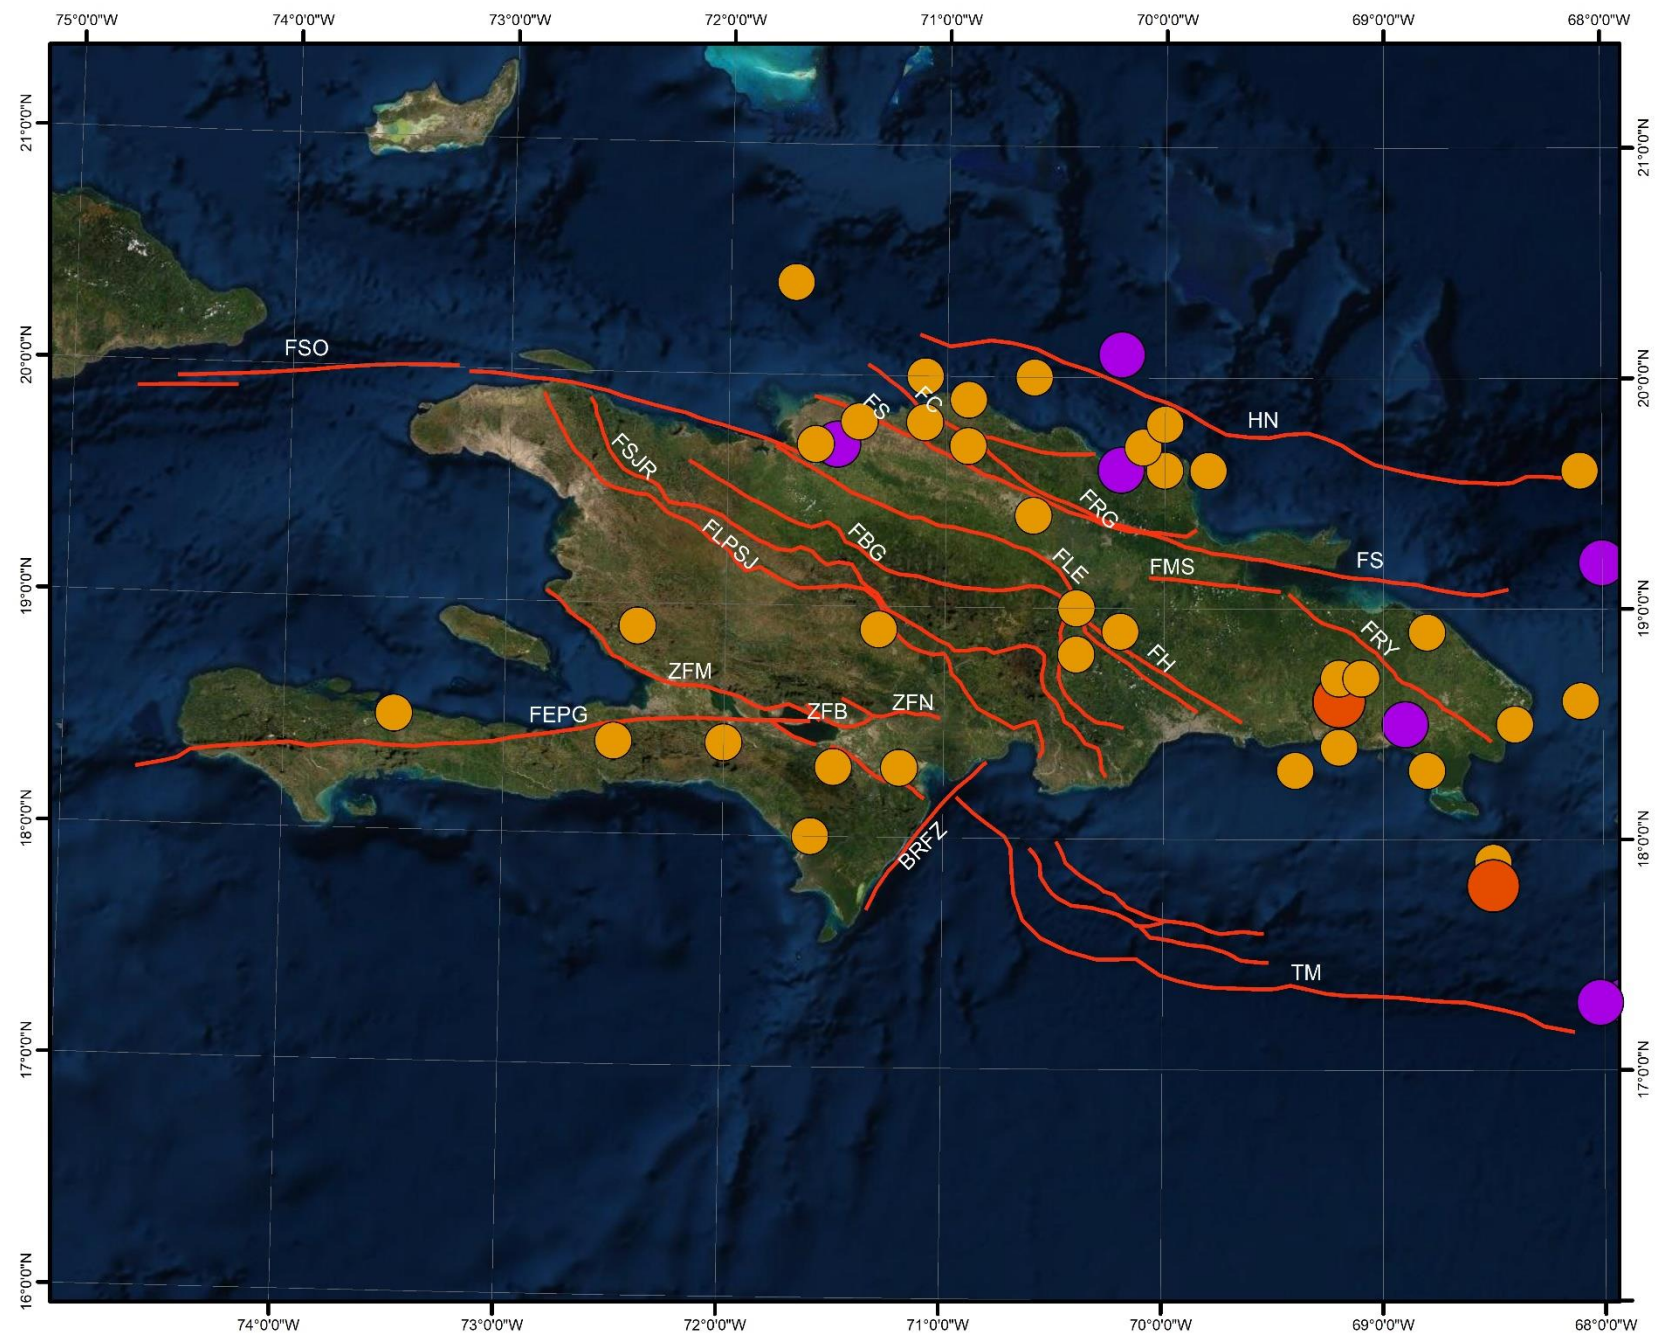 75°0'0"W 74°0'0"W 73°0'0"W 72°0'0"W 71°0'0"W 70°0'0"W 69°0'0"W 68°0'0"W
21°0'0"N
21°0'0"N
20°0'0"N
20°0'0"N
19°0'0"N
19°0'0"N
18°0'0"N
18°0'0"N
17°0'0"N
17°0'0"N
16°0'0"N
FSO
FS
FC
HN
FSJR
FLPSJ
FBG
FLE
FRG
FMS
FS
FRY
FH
ZFM
FEPG
ZFB
ZFN
BRFZ
TM
74°0'0"W 73°0'0"W 72°0'0"W 71°0'0"W 70°0'0"W 69°0'0"W 68°0'0"W